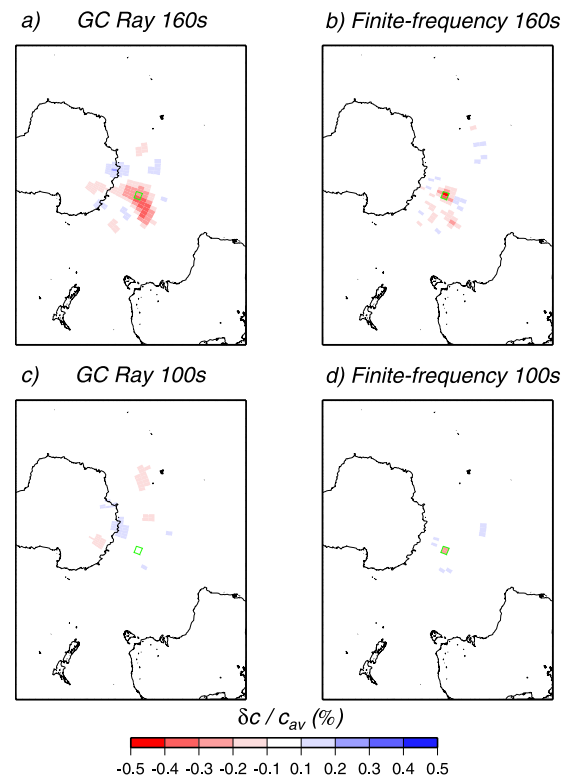 a) GC Ray 160s
b) Finite-frequency 160s
c) GC Ray 100s
d) Finite-frequency 100s
δc / c_av (%)
-0.5 -0.4 -0.3 -0.2 -0.1 0.1 0.2 0.3 0.4 0.5